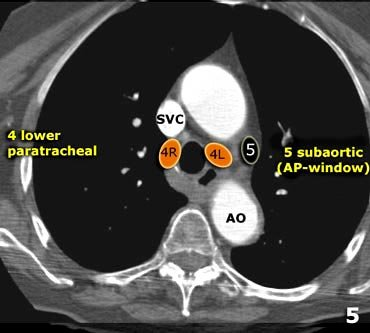 SVC
4 lower
paratracheal
4R
4L
5
5 subaortic
(AP-window)
AO
5